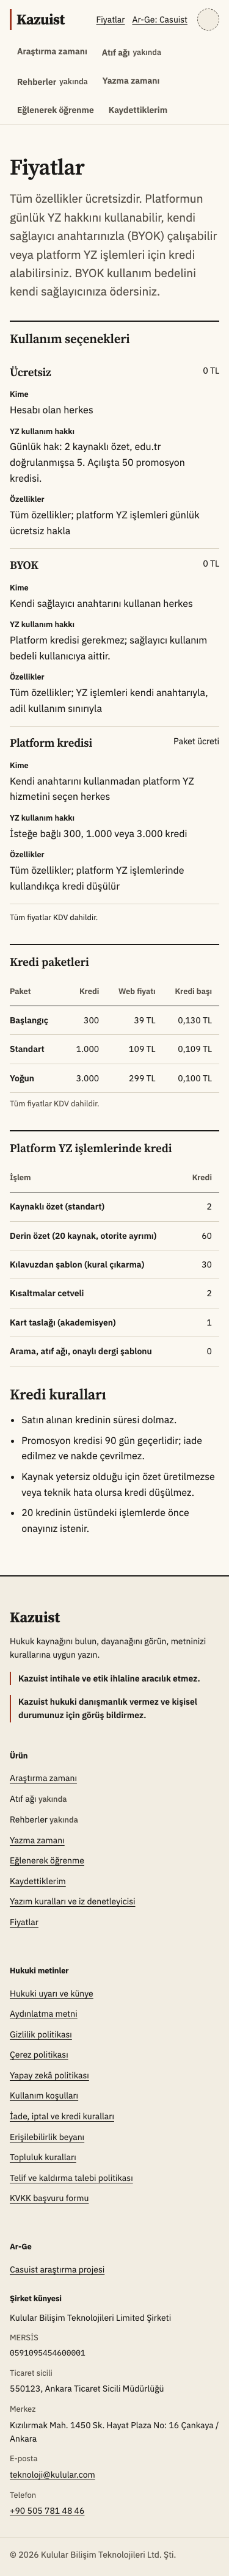 Kazuist
Fiyatlar Ar-Ge: Casuist
Araştırma zamanı Atıf ağı yakında
Rehberler yakında Yazma zamanı
Eğlenerek öğrenme Kaydettiklerim
Fiyatlar
Tüm özellikler ücretsizdir. Platformun
günlük YZ hakkını kullanabilir, kendi
sağlayıcı anahtarınızla (BYOK) çalışabilir
veya platform YZ işlemleri için kredi
alabilirsiniz. BYOK kullanım bedelini
kendi sağlayıcınıza ödersiniz.
Kullanım seçenekleri
Ücretsiz 0 TL
Kime
Hesabı olan herkes
YZ kullanım hakkı
Günlük hak: 2 kaynaklı özet, edu.tr
doğrulanmışsa 5. Açılışta 50 promosyon
kredisi.
Özellikler
Tüm özellikler; platform YZ işlemleri günlük
ücretsiz hakla
BYOK 0 TL
Kime
Kendi sağlayıcı anahtarını kullanan herkes
YZ kullanım hakkı
Platform kredisi gerekmez; sağlayıcı kullanım
bedeli kullanıcıya aittir.
Özellikler
Tüm özellikler; YZ işlemleri kendi anahtarıyla,
adil kullanım sınırıyla
Platform kredisi Paket ücreti
Kime
Kendi anahtarını kullanmadan platform YZ
hizmetini seçen herkes
YZ kullanım hakkı
İsteğe bağlı 300, 1.000 veya 3.000 kredi
Özellikler
Tüm özellikler; platform YZ işlemlerinde
kullandıkça kredi düşülür
Tüm fiyatlar KDV dahildir.
Kredi paketleri
Paket Kredi Web fiyatı Kredi başı
Başlangıç 300 39 TL 0,130 TL
Standart 1.000 109 TL 0,109 TL
Yoğun 3.000 299 TL 0,100 TL
Tüm fiyatlar KDV dahildir.
Platform YZ işlemlerinde kredi
İşlem Kredi
Kaynaklı özet (standart) 2
Derin özet (20 kaynak, otorite ayrımı) 60
Kılavuzdan şablon (kural çıkarma) 30
Kısaltmalar cetveli 2
Kart taslağı (akademisyen) 1
Arama, atıf ağı, onaylı dergi şablonu 0
Kredi kuralları
• Satın alınan kredinin süresi dolmaz.
• Promosyon kredisi 90 gün geçerlidir; iade
edilmez ve nakde çevrilmez.
• Kaynak yetersiz olduğu için özet üretilmezse
veya teknik hata olursa kredi düşülmez.
• 20 kredinin üstündeki işlemlerde önce
onayınız istenir.
Kazuist
Hukuk kaynağını bulun, dayanağını görün, metninizi
kurallarına uygun yazın.
Kazuist intihale ve etik ihlaline aracılık etmez.
Kazuist hukuki danışmanlık vermez ve kişisel
durumunuz için görüş bildirmez.
Ürün
Araştırma zamanı
Atıf ağı yakında
Rehberler yakında
Yazma zamanı
Eğlenerek öğrenme
Kaydettiklerim
Yazım kuralları ve iz denetleyicisi
Fiyatlar
Hukuki metinler
Hukuki uyarı ve künye
Aydınlatma metni
Gizlilik politikası
Çerez politikası
Yapay zekâ politikası
Kullanım koşulları
İade, iptal ve kredi kuralları
Erişilebilirlik beyanı
Topluluk kuralları
Telif ve kaldırma talebi politikası
KVKK başvuru formu
Ar-Ge
Casuist araştırma projesi
Şirket künyesi
Kulular Bilişim Teknolojileri Limited Şirketi
MERSİS
0591095454600001
Ticaret sicili
550123, Ankara Ticaret Sicili Müdürlüğü
Merkez
Kızılırmak Mah. 1450 Sk. Hayat Plaza No: 16 Çankaya /
Ankara
E-posta
teknoloji@kulular.com
Telefon
+90 505 781 48 46
© 2026 Kulular Bilişim Teknolojileri Ltd. Şti.